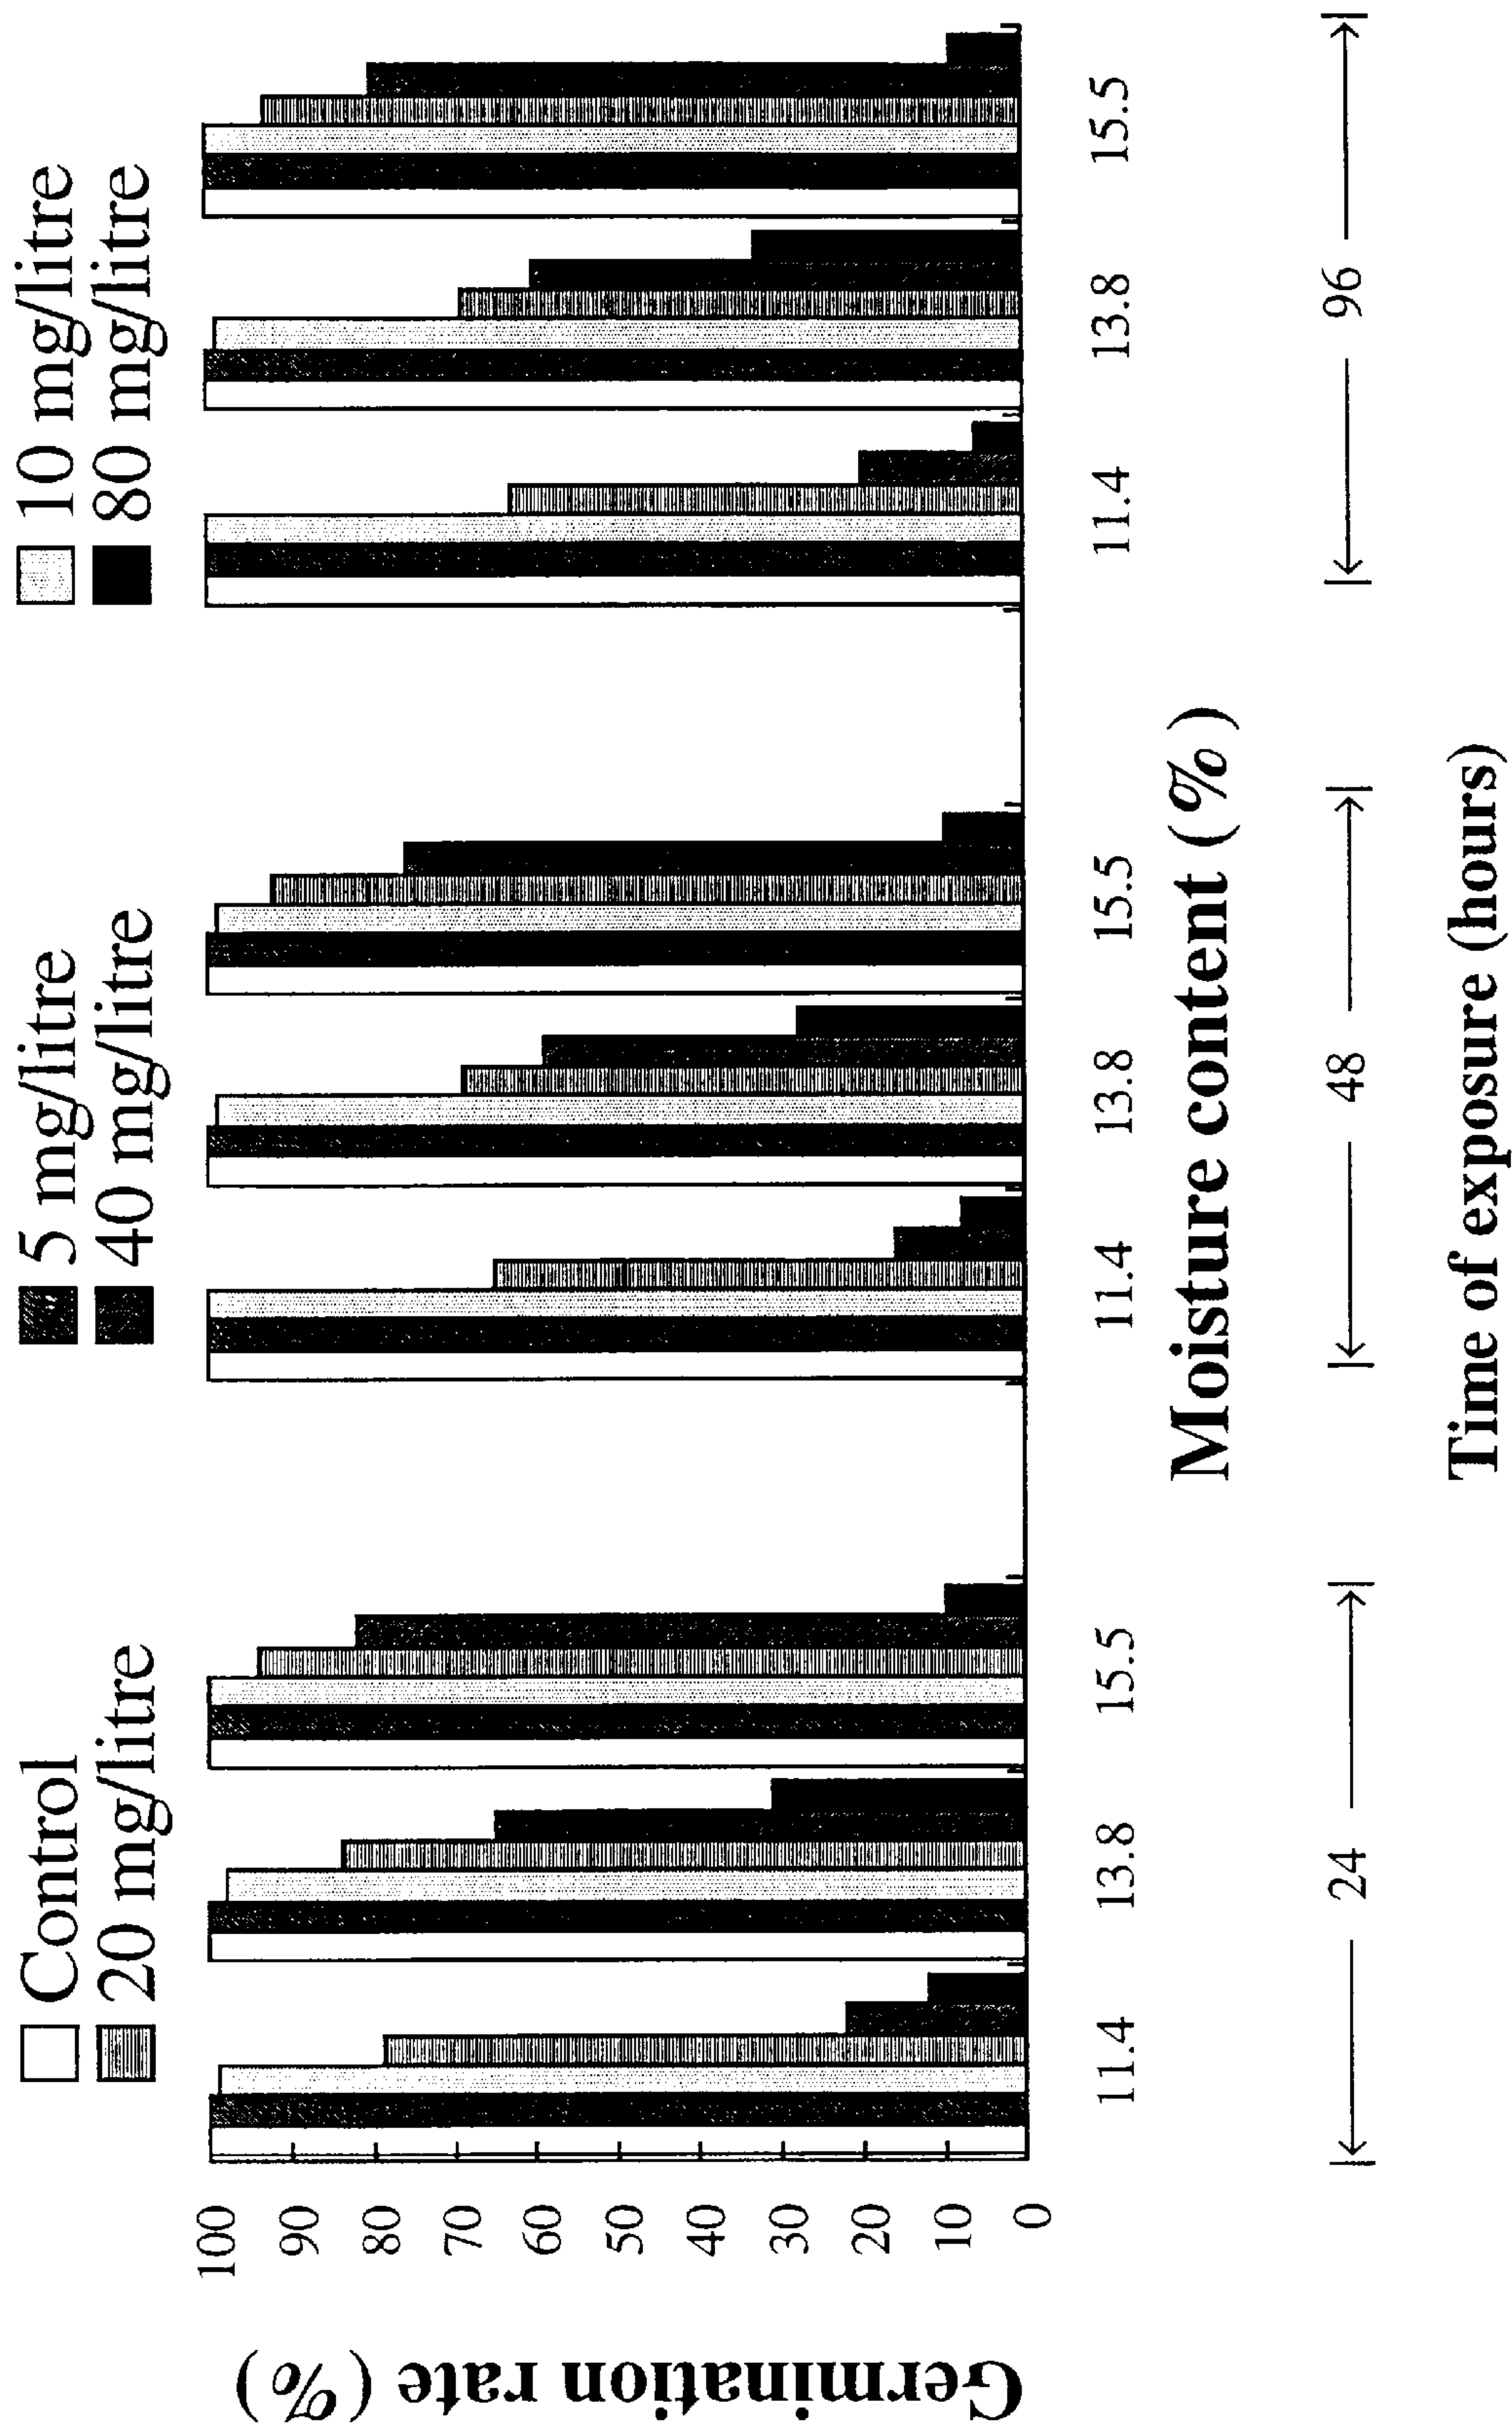 Control 5 mg/litre 10 mg/litre
20 mg/litre 40 mg/litre 80 mg/litre
Germination rate (%)
100
90
80
70
60
50
40
30
20
10
0
11.4 13.8 15.5 11.4 13.8 15.5 11.4 13.8 15.5
Moisture content (%)
24 48 96
Time of exposure (hours)